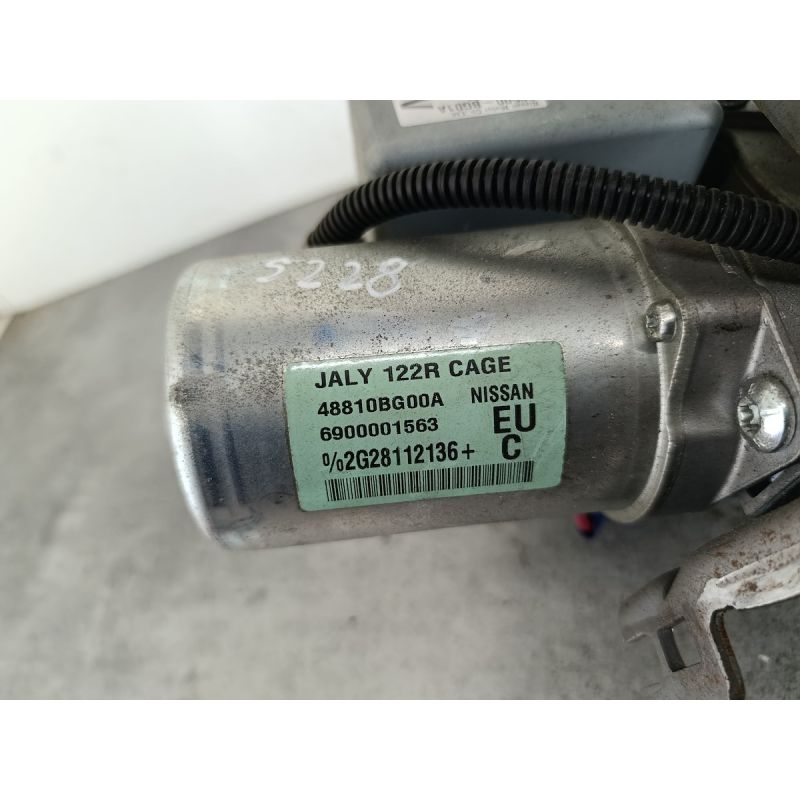 S228
JALY 122R CAGE
48810BG00A NISSAN
6900001563 EU
%2G28112136+ C